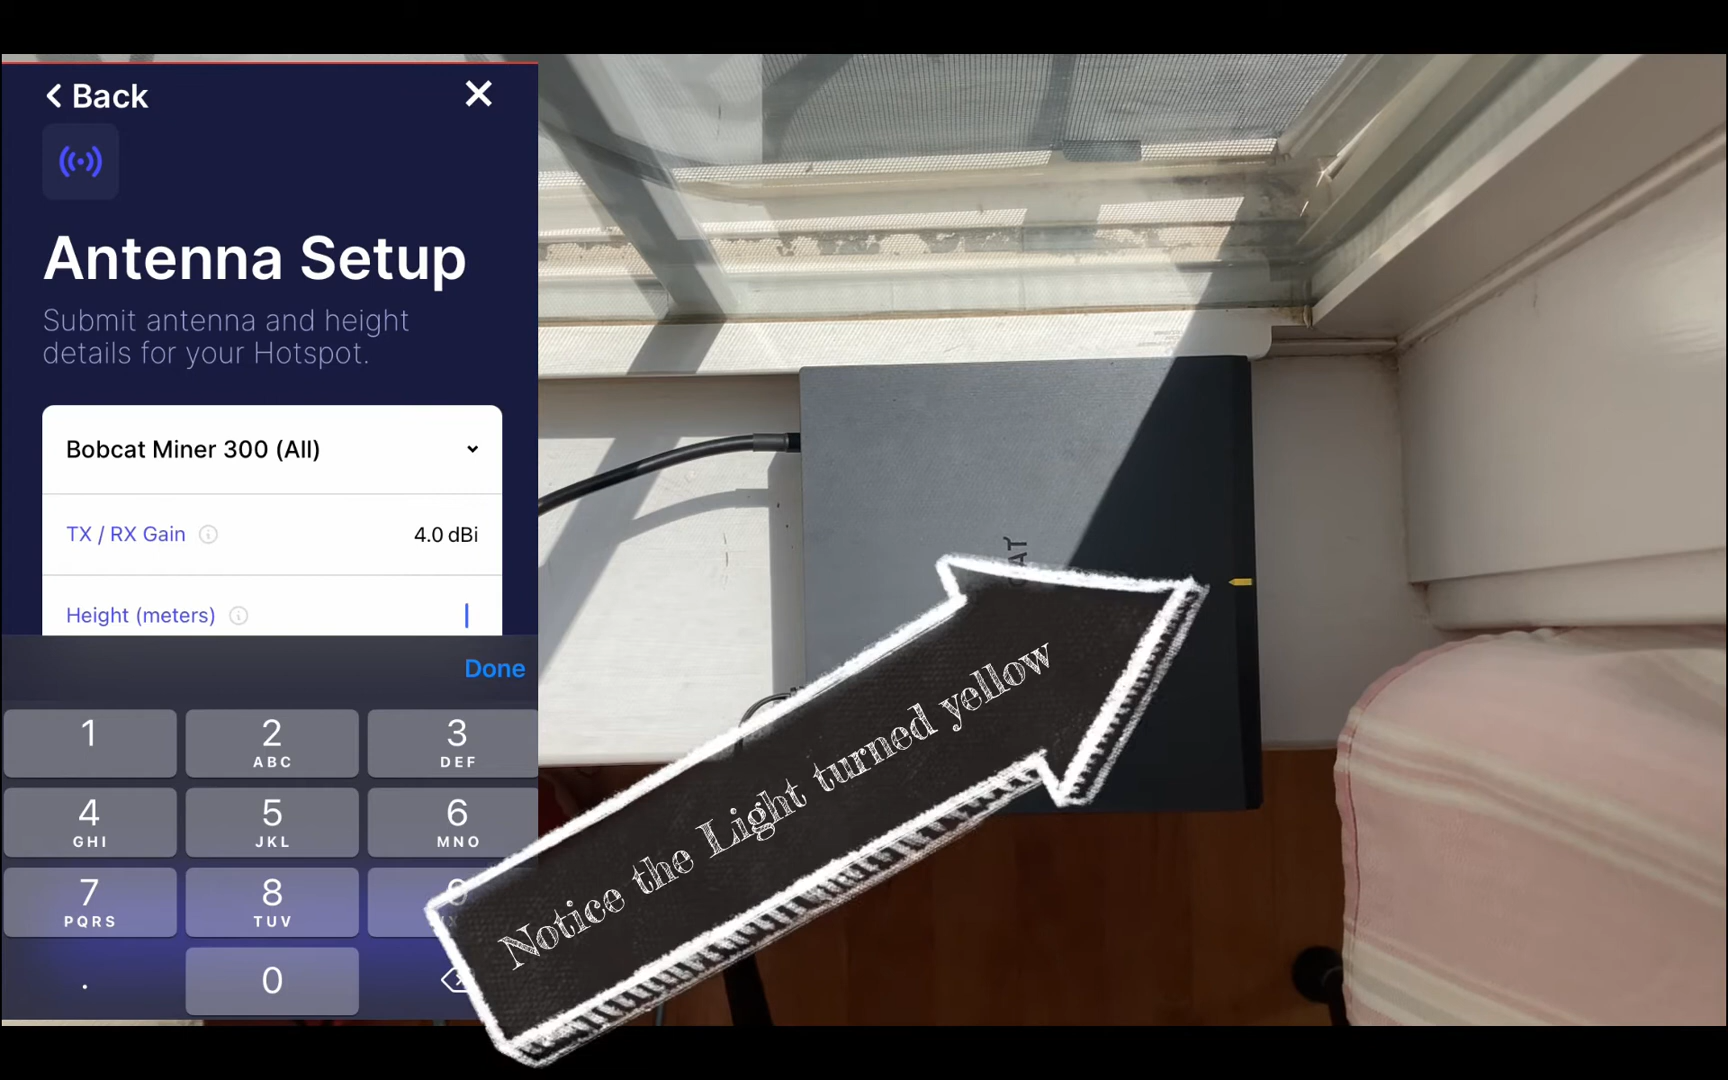 Back
Antenna Setup
Submit antenna and height
details for your Hotspot.
Bobcat Miner 300 (All)
TX / RX Gain
4.0 dBi
Height (meters)
Done
1
2
ABC
3
DEF
4
GHI
5
JKL
6
MNO
7
PQRS
8
TUV
9
.
0
Notice the Light turned yellow